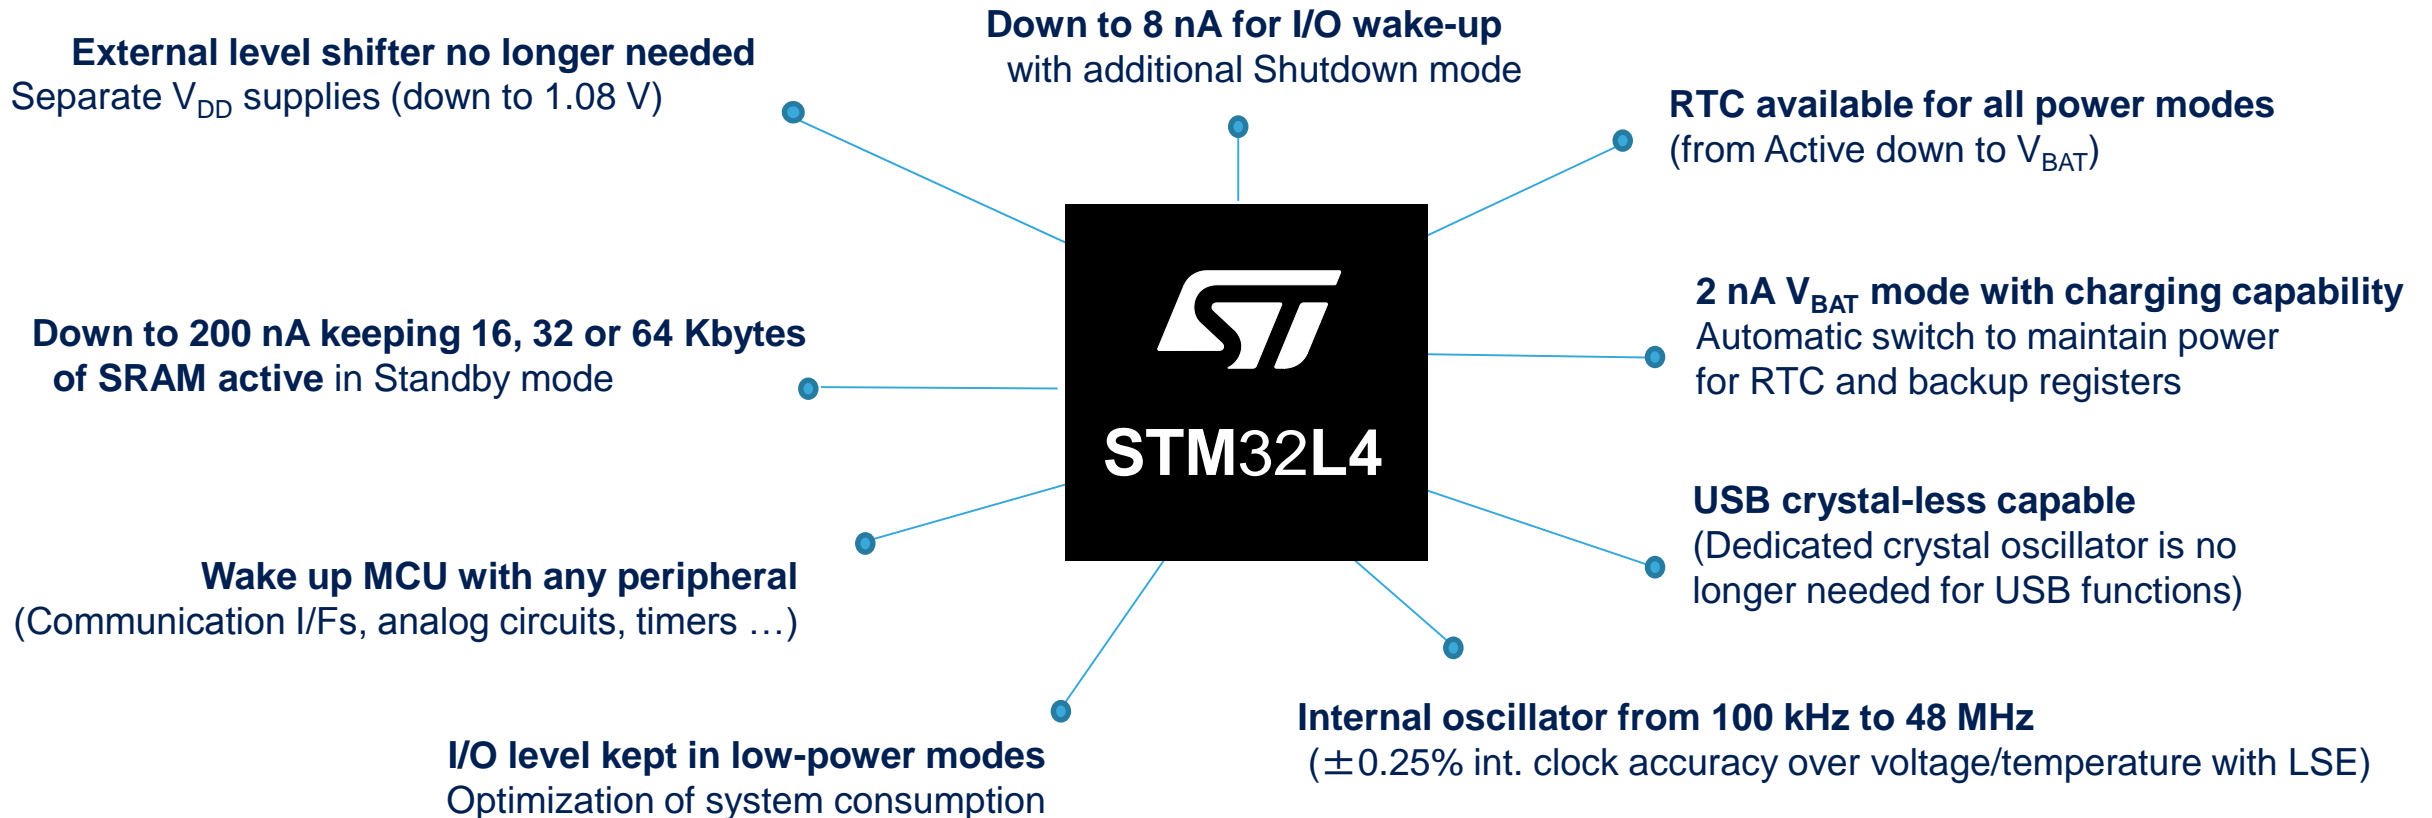 External level shifter no longer needed
Separate VDD supplies (down to 1.08 V)
Down to 8 nA for I/O wake-up
with additional Shutdown mode
RTC available for all power modes
(from Active down to VBAT)
Down to 200 nA keeping 16, 32 or 64 Kbytes
of SRAM active in Standby mode
ST
STM32L4
2 nA VBAT mode with charging capability
Automatic switch to maintain power
for RTC and backup registers
Wake up MCU with any peripheral
(Communication I/Fs, analog circuits, timers …)
USB crystal-less capable
(Dedicated crystal oscillator is no
longer needed for USB functions)
I/O level kept in low-power modes
Optimization of system consumption
Internal oscillator from 100 kHz to 48 MHz
(±0.25% int. clock accuracy over voltage/temperature with LSE)